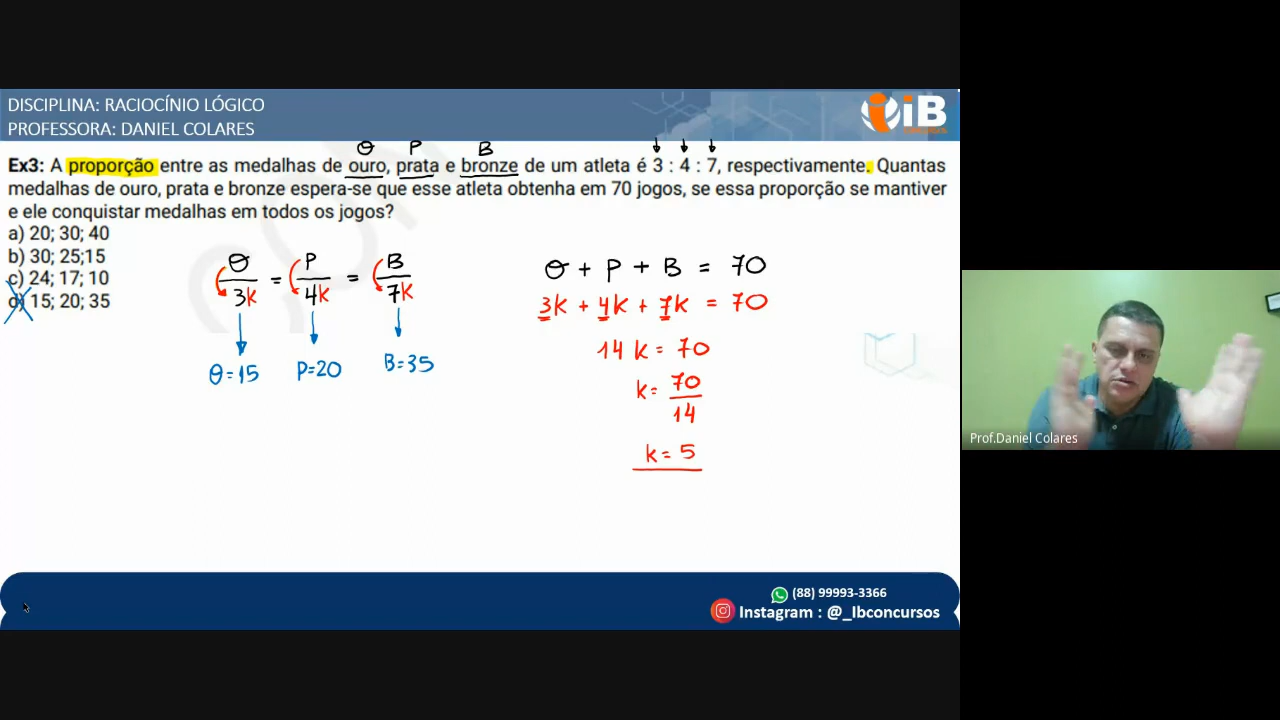 DISCIPLINA: RACIOCÍNIO LÓGICO
PROFESSORA: DANIEL COLARES
iB
CONCURSOS
O P B
Ex3: A proporção entre as medalhas de ouro, prata e bronze de um atleta é 3 : 4 : 7, respectivamente. Quantas
medalhas de ouro, prata e bronze espera-se que esse atleta obtenha em 70 jogos, se essa proporção se mantiver
e ele conquistar medalhas em todos os jogos?
a) 20; 30; 40
b) 30; 25;15
c) 24; 17; 10
d) 15; 20; 35
O/3k = P/4k = B/7k
O=15 P=20 B=35
O + P + B = 70
3k + 4k + 7k = 70
14 k = 70
k = 70/14
k = 5
Prof.Daniel Colares
(88) 99993-3366
Instagram : @_Ibconcursos